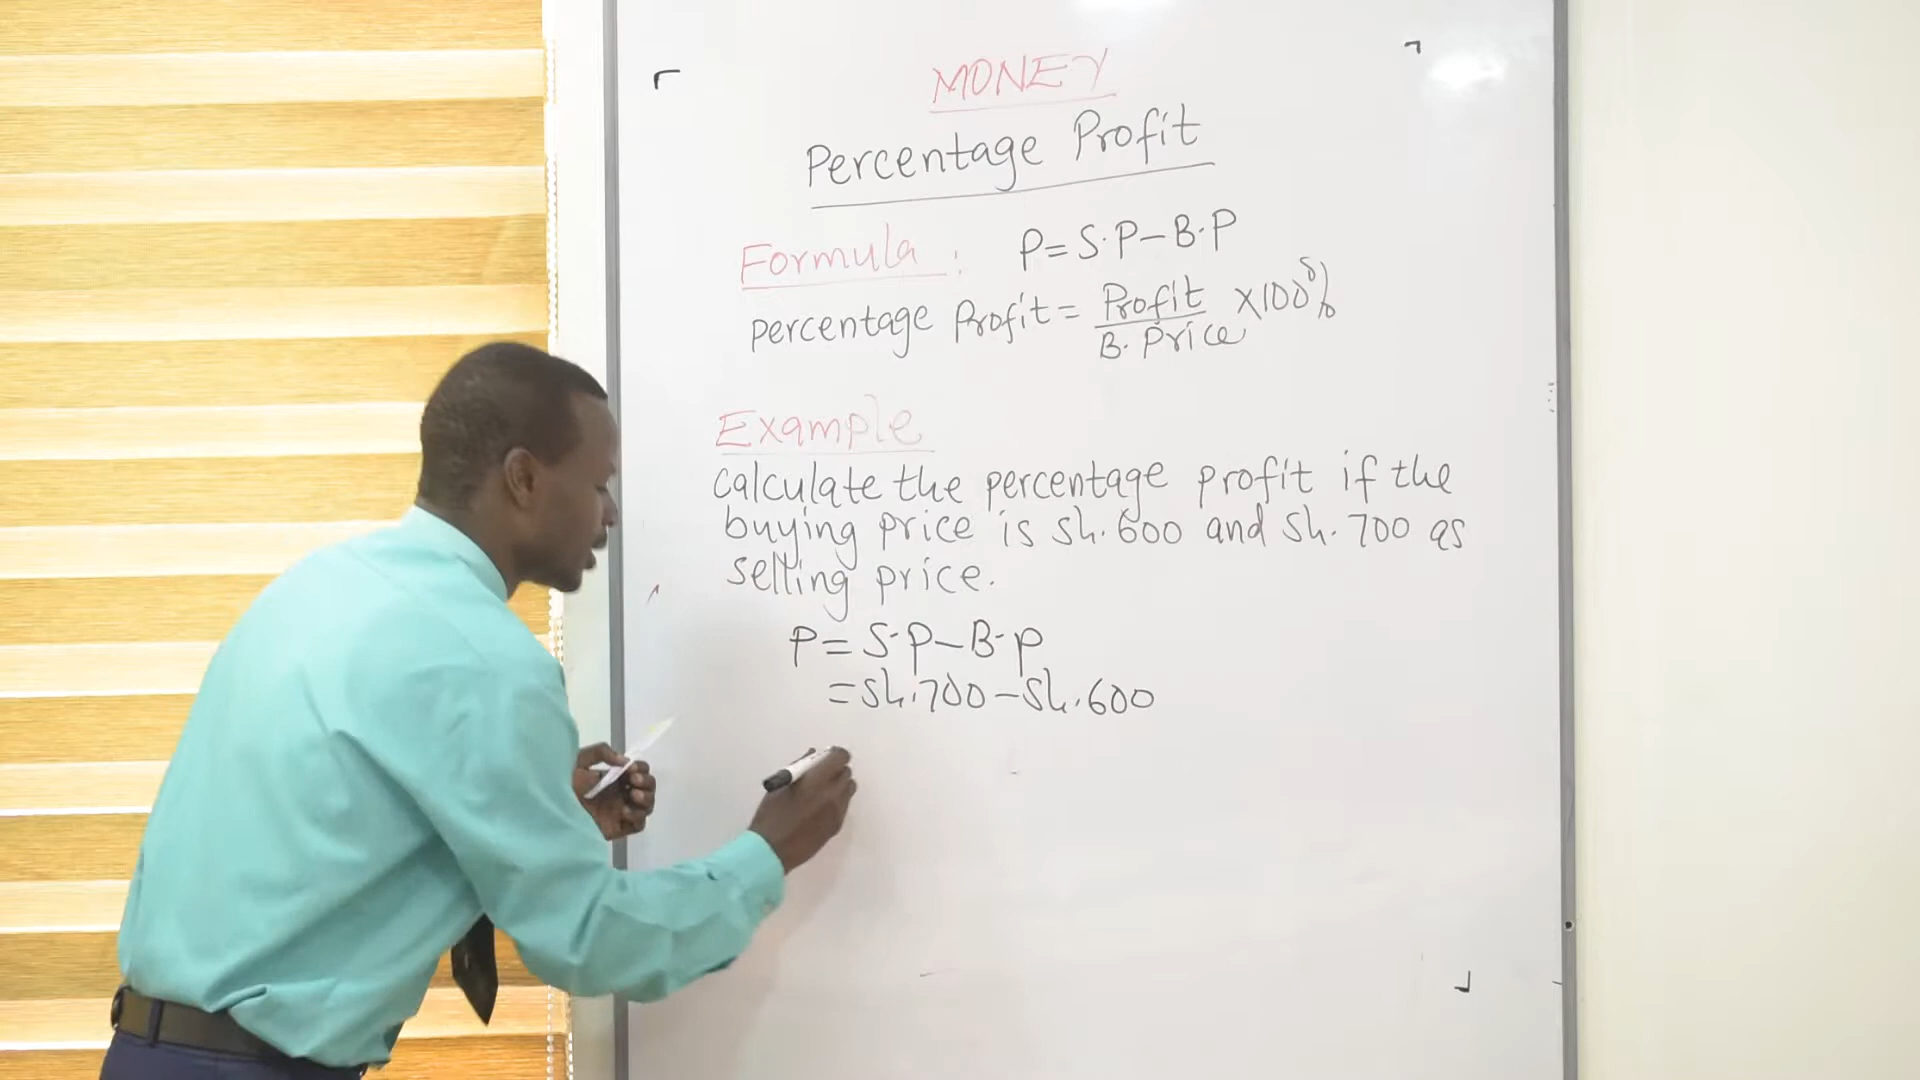 MONEY
Percentage Profit
Formula : P=S.P-B.P
Percentage Profit = Profit/B. Price x100%
Example
calculate the percentage profit if the
buying price is sh. 600 and sh. 700 as
selling price.
P=S.P-B.P
=sh.700-sh.600